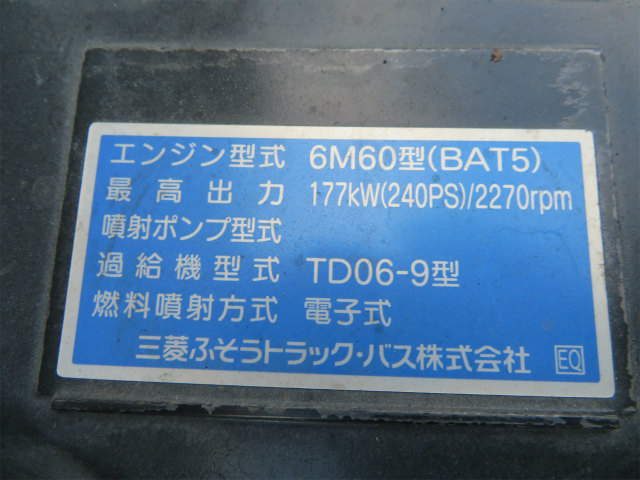 エンジン型式 6M60型(BAT5)
最高出力 177kW(240PS)/2270rpm
噴射ポンプ型式
過給機型式 TD06-9型
燃料噴射方式 電子式
三菱ふそうトラック・バス株式会社 EQ